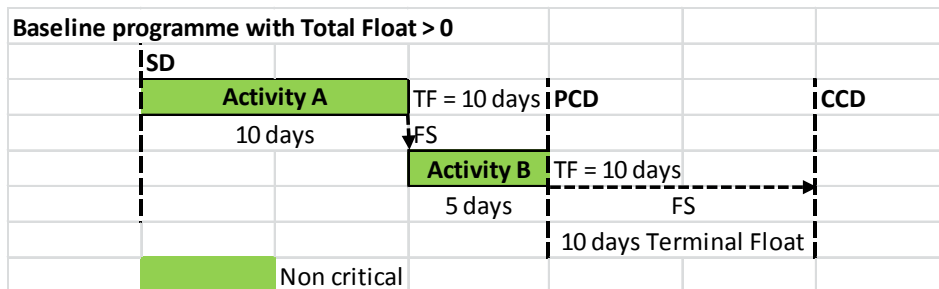 Baseline programme with Total Float > 0
SD
Activity A TF = 10 days PCD CCD
10 days FS
Activity B TF = 10 days
5 days FS
10 days Terminal Float
Non critical